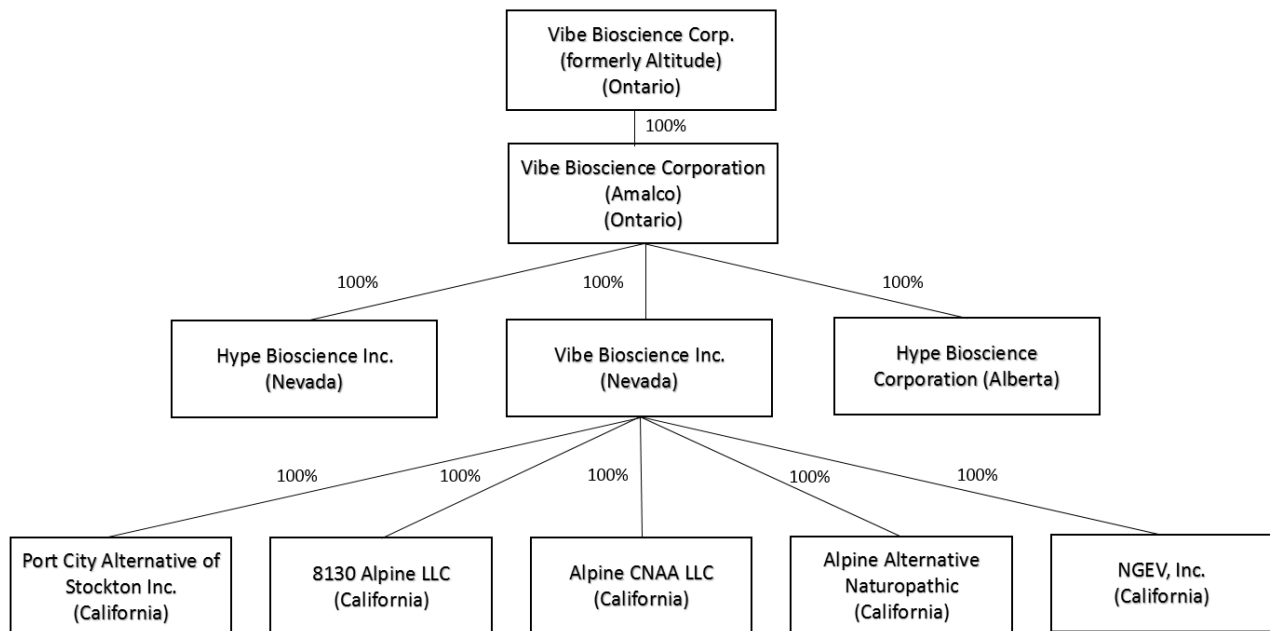 Vibe Bioscience Corp.
(formerly Altitude)
(Ontario)
100%
Vibe Bioscience Corporation
(Amalco)
(Ontario)
100%
100%
100%
Hype Bioscience Inc.
(Nevada)
Vibe Bioscience Inc.
(Nevada)
Hype Bioscience
Corporation (Alberta)
100%
100%
100%
100%
100%
Port City Alternative of
Stockton Inc.
(California)
8130 Alpine LLC
(California)
Alpine CNAA LLC
(California)
Alpine Alternative
Naturopathic
(California)
NGEV, Inc.
(California)